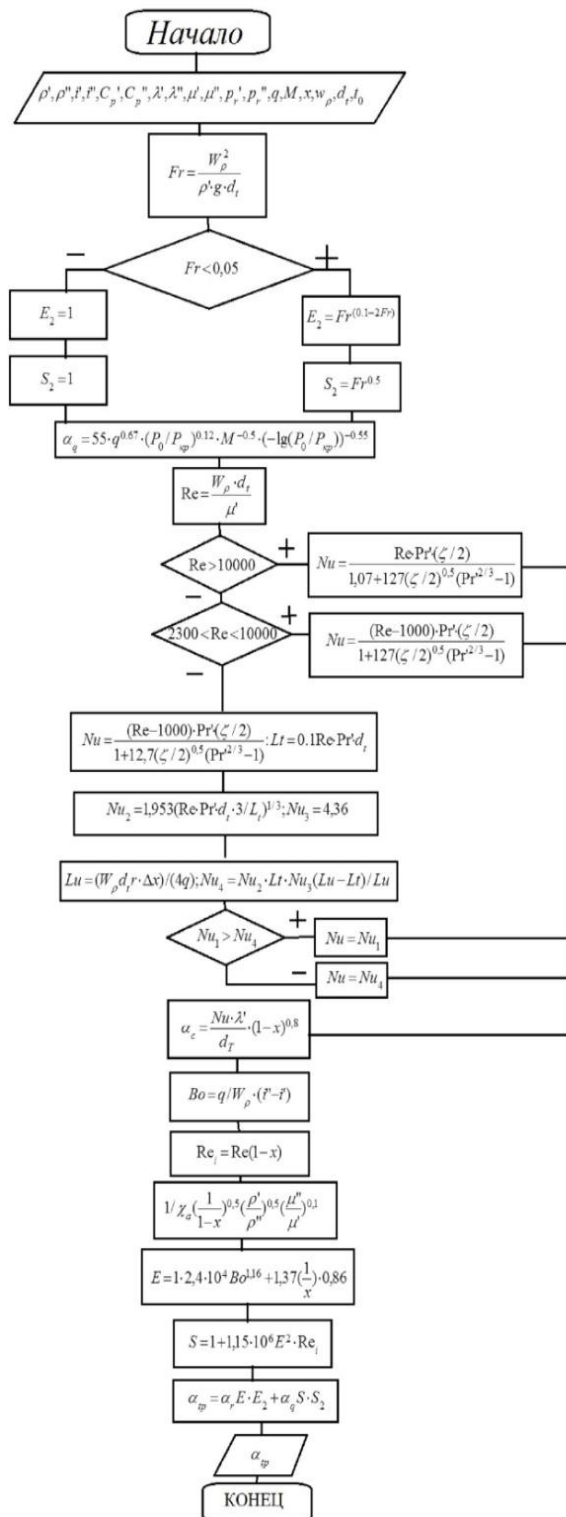 Начало
ρ', ρ'', i', i'', C_p', C_p'', λ', λ'', μ', μ'', p_r', p_r'', q, M, x, w_ρ, d_t, t_0
Fr = W_ρ^2 / (ρ'·g·d_t)
−
+
Fr<0,05
E_2=1
E_2=Fr^(0.1−2Fr)
S_2=1
S_2=Fr^0.5
α_q=55·q^0.67·(P_0/P_кр)^0.12·M^−0.5·(−lg(P_0/P_кр))^−0.55
Re = W_ρ·d_t / μ'
Re>10000
+
Nu = Re·Pr'·(ζ/2) / 1,07+127(ζ/2)^0,5(Pr'^2/3−1)
−
2300<Re<10000
+
Nu = (Re−1000)·Pr'·(ζ/2) / 1+127(ζ/2)^0,5(Pr'^2/3−1)
−
Nu = (Re−1000)·Pr'·(ζ/2) / 1+12,7(ζ/2)^0,5(Pr'^2/3−1); Lt=0.1Re·Pr'·d_t
Nu_2=1,953(Re·Pr'·d_t·3/L_t)^1/3; Nu_3=4,36
Lu=(W_ρ d_t r·Δx)/(4q); Nu_4=Nu_2·Lt·Nu_3(Lu−Lt)/Lu
Nu_1>Nu_4
+
Nu=Nu_1
−
Nu=Nu_4
α_c = Nu·λ' / d_T ·(1−x)^0,8
Bo=q/W_ρ·(i''−i')
Re_i=Re(1−x)
1/χ_a(1/1−x)^0,5(ρ'/ρ'')^0,5(μ''/μ')^0,1
E=1·2,4·10^4 Bo^1,16+1,37(1/x)·0,86
S=1+1,15·10^6E^2·Re_i
α_tp=α_r E·E_2+α_q S·S_2
α_tp
КОНЕЦ